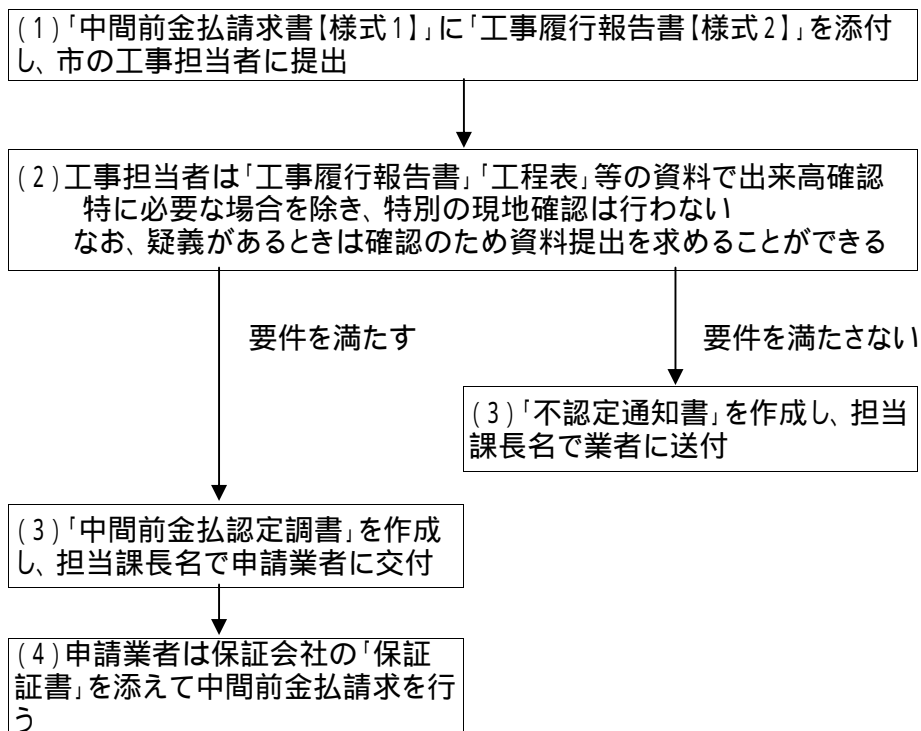 (1)「中間前金払請求書【様式1】」に「工事履行報告書【様式2】」を添付
し、市の工事担当者に提出
(2)工事担当者は「工事履行報告書」「工程表」等の資料で出来高確認
特に必要な場合を除き、特別の現地確認は行わない
なお、疑義があるときは確認のため資料提出を求めることができる
要件を満たす
要件を満たさない
(3)「不認定通知書」を作成し、担当
課長名で業者に送付
(3)「中間前金払認定調書」を作成
し、担当課長名で申請業者に交付
(4)申請業者は保証会社の「保証
証書」を添えて中間前金払請求を行
う